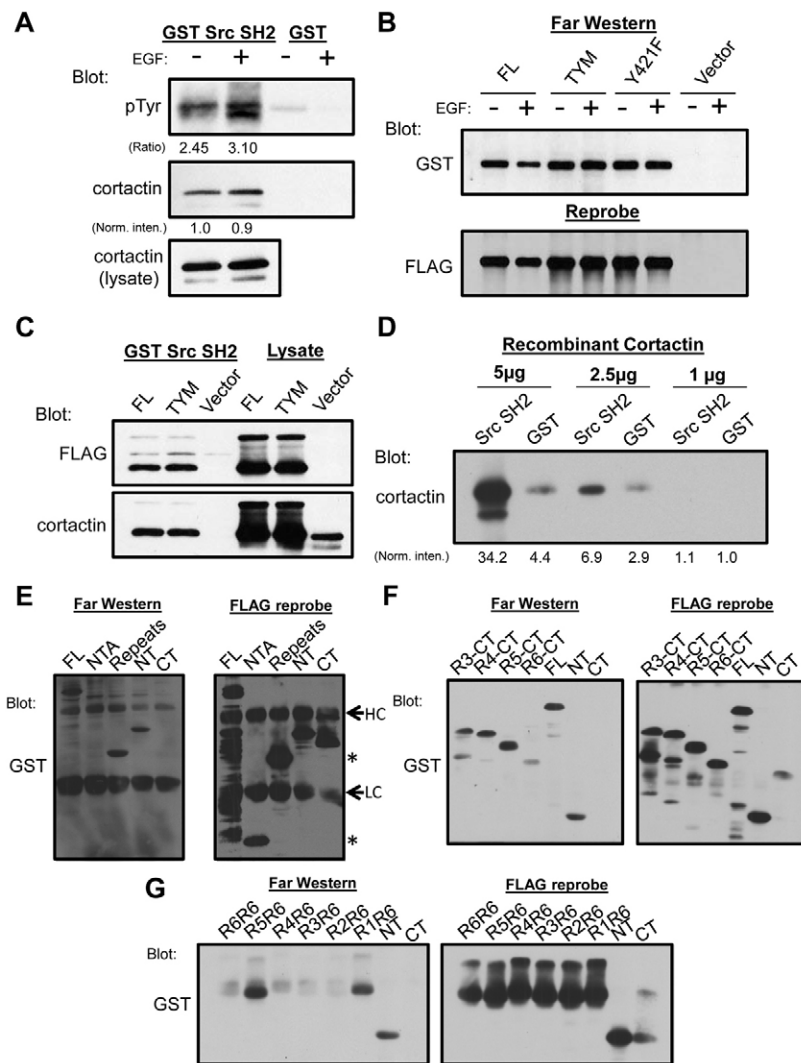 A
GST Src SH2 GST
EGF: - + - +
Blot:
pTyr
(Ratio) 2.45 3.10
cortactin
(Norm. inten.) 1.0 0.9
cortactin
(lysate)
B
Far Western
FL TYM Y421F Vector
EGF: - + - + - + - +
Blot:
GST
Reprobe
FLAG
C
GST Src SH2 Lysate
FL TYM Vector FL TYM Vector
Blot:
FLAG
cortactin
D
Recombinant Cortactin
5µg 2.5µg 1 µg
Src SH2 GST Src SH2 GST Src SH2 GST
Blot:
cortactin
(Norm. inten.) 34.2 4.4 6.9 2.9 1.1 1.0
E
Far Western FLAG reprobe
FL NTA Repeats NT CT FL NTA Repeats NT CT
Blot:
HC
GST
*
LC
*
F
Far Western FLAG reprobe
R3-CT R4-CT R5-CT R6-CT FL NT CT R3-CT R4-CT R5-CT R6-CT FL NT CT
Blot:
GST
G
Far Western FLAG reprobe
R6R6 R5R6 R4R6 R3R6 R2R6 R1R6 NT CT R6R6 R5R6 R4R6 R3R6 R2R6 R1R6 NT CT
Blot:
GST